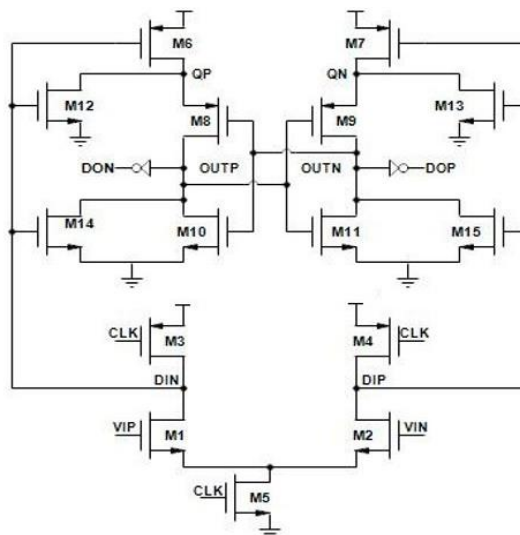 M6
M7
QP
QN
M12
M13
M8
M9
DON
OUTP
OUTN
DOP
M14
M10
M11
M15
CLK
M3
M4
CLK
DIN
DIP
VIP
M1
M2
VIN
CLK
M5